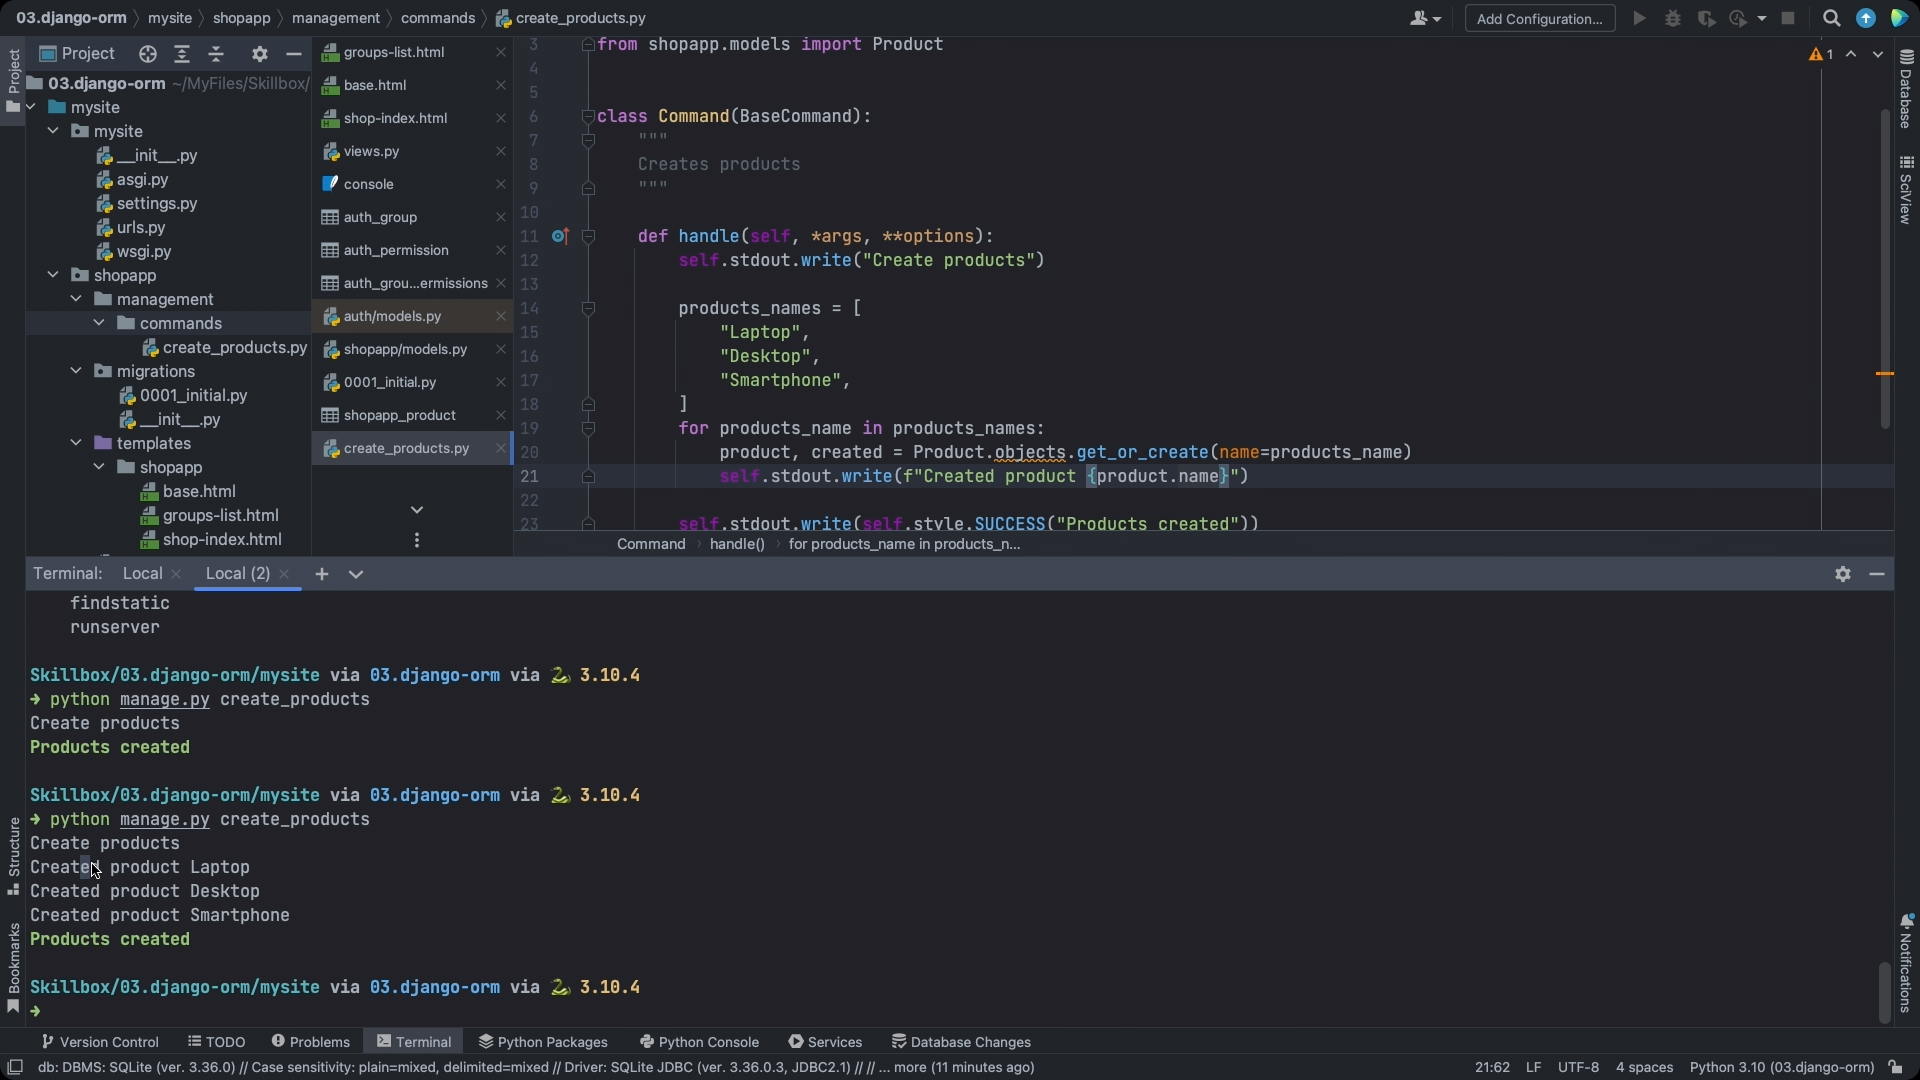 03.django-orm mysite shopapp management commands create_products.py
Add Configuration...
Project
03.django-orm ~/MyFiles/Skillbox/
mysite
mysite
__init__.py
asgi.py
settings.py
urls.py
wsgi.py
shopapp
management
commands
create_products.py
migrations
0001_initial.py
__init__.py
templates
shopapp
base.html
groups-list.html
shop-index.html
groups-list.html
base.html
shop-index.html
views.py
console
auth_group
auth_permission
auth_grou...ermissions
auth/models.py
shopapp/models.py
0001_initial.py
shopapp_product
create_products.py
1
3 from shopapp.models import Product
4
5
6 class Command(BaseCommand):
7 """
8 Creates products
9 """
10
11 def handle(self, *args, **options):
12 self.stdout.write("Create products")
13
14 products_names = [
15 "Laptop",
16 "Desktop",
17 "Smartphone",
18 ]
19 for products_name in products_names:
20 product, created = Product.objects.get_or_create(name=products_name)
21 self.stdout.write(f"Created product {product.name}")
22
23 self.stdout.write(self.style.SUCCESS("Products created"))
Command handle() for products_name in products_n...
Terminal: Local Local (2)
findstatic
runserver
Skillbox/03.django-orm/mysite via 03.django-orm via 3.10.4
➜ python manage.py create_products
Create products
Products created
Skillbox/03.django-orm/mysite via 03.django-orm via 3.10.4
➜ python manage.py create_products
Create products
Created product Laptop
Created product Desktop
Created product Smartphone
Products created
Skillbox/03.django-orm/mysite via 03.django-orm via 3.10.4
➜
Project
Structure
Bookmarks
Database
SciView
Notifications
Version Control TODO Problems Terminal Python Packages Python Console Services Database Changes
db: DBMS: SQLite (ver. 3.36.0) // Case sensitivity: plain=mixed, delimited=mixed // Driver: SQLite JDBC (ver. 3.36.0.3, JDBC2.1) // // ... more (11 minutes ago) 21:62 LF UTF-8 4 spaces Python 3.10 (03.django-orm)